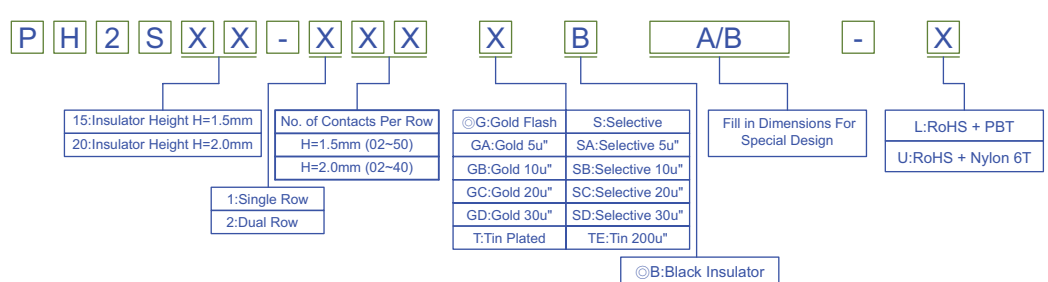 P H 2 S X X - X X X X B A/B - X
15:Insulator Height H=1.5mm
20:Insulator Height H=2.0mm
1:Single Row
2:Dual Row
No. of Contacts Per Row
H=1.5mm (02~50)
H=2.0mm (02~40)
◎G:Gold Flash S:Selective
GA:Gold 5u" SA:Selective 5u"
GB:Gold 10u" SB:Selective 10u"
GC:Gold 20u" SC:Selective 20u"
GD:Gold 30u" SD:Selective 30u"
T:Tin Plated TE:Tin 200u"
◎B:Black Insulator
Fill in Dimensions For
Special Design
L:RoHS + PBT
U:RoHS + Nylon 6T